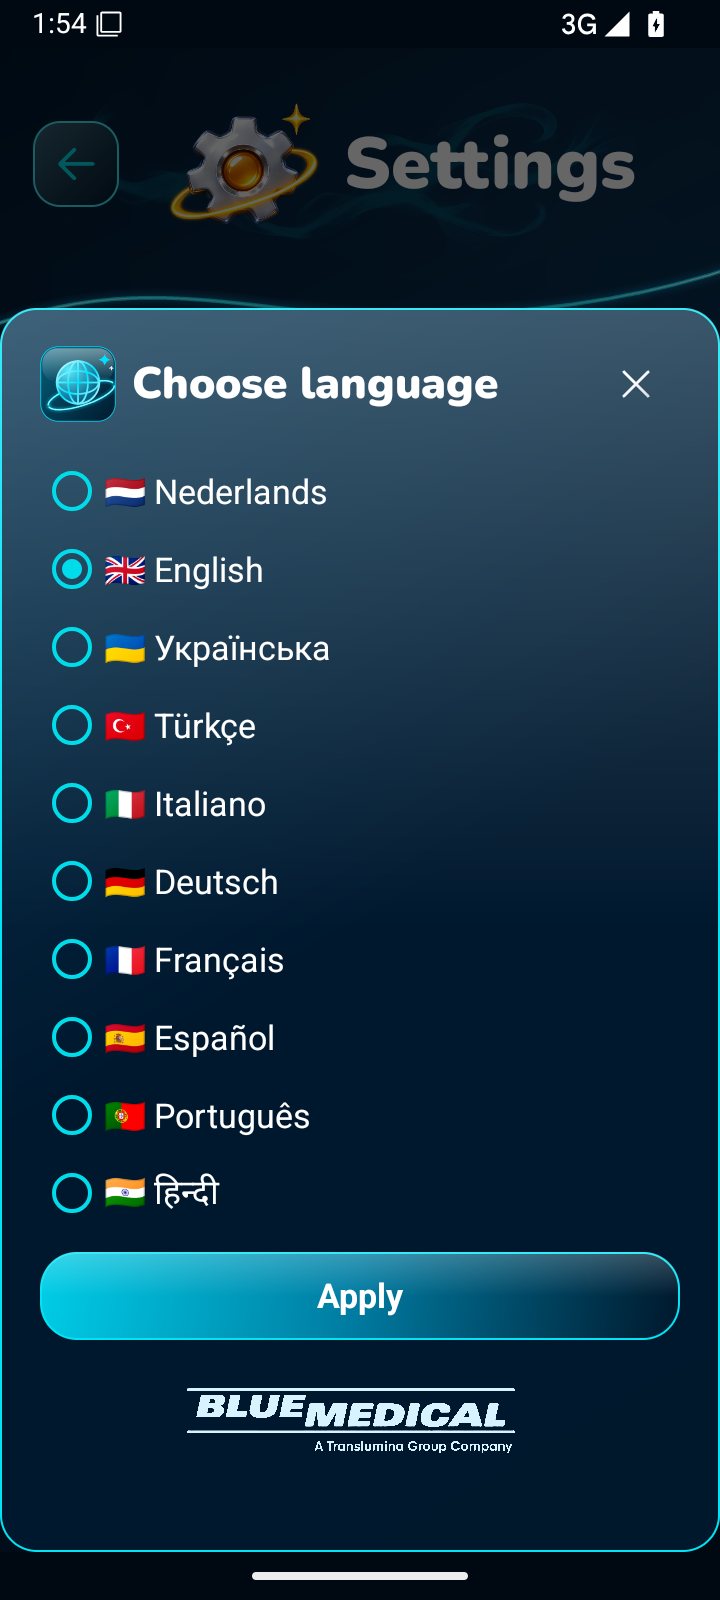 1:54
3G
Settings
Choose language
Nederlands
English
Українська
Türkçe
Italiano
Deutsch
Français
Español
Português
हिन्दी
Apply
BLUE MEDICAL
A Translumina Group Company